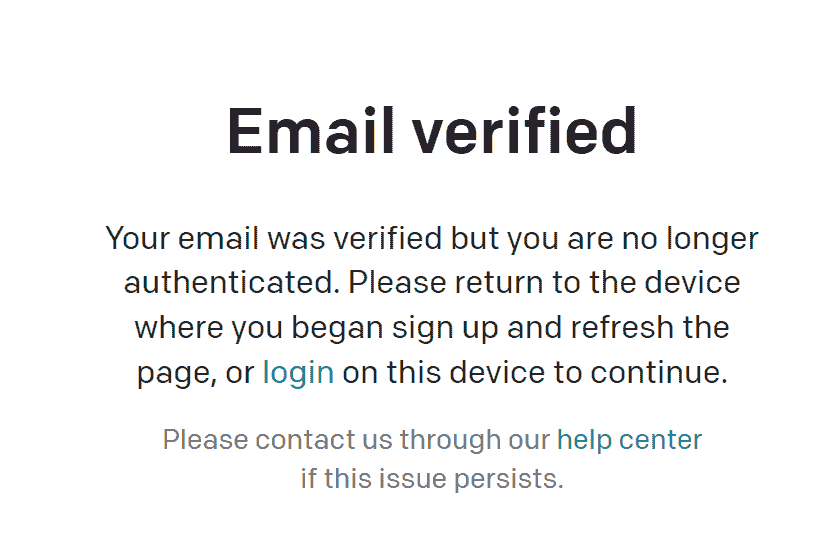 Email verified
Your email was verified but you are no longer
authenticated. Please return to the device
where you began sign up and refresh the
page, or login on this device to continue.
Please contact us through our help center
if this issue persists.